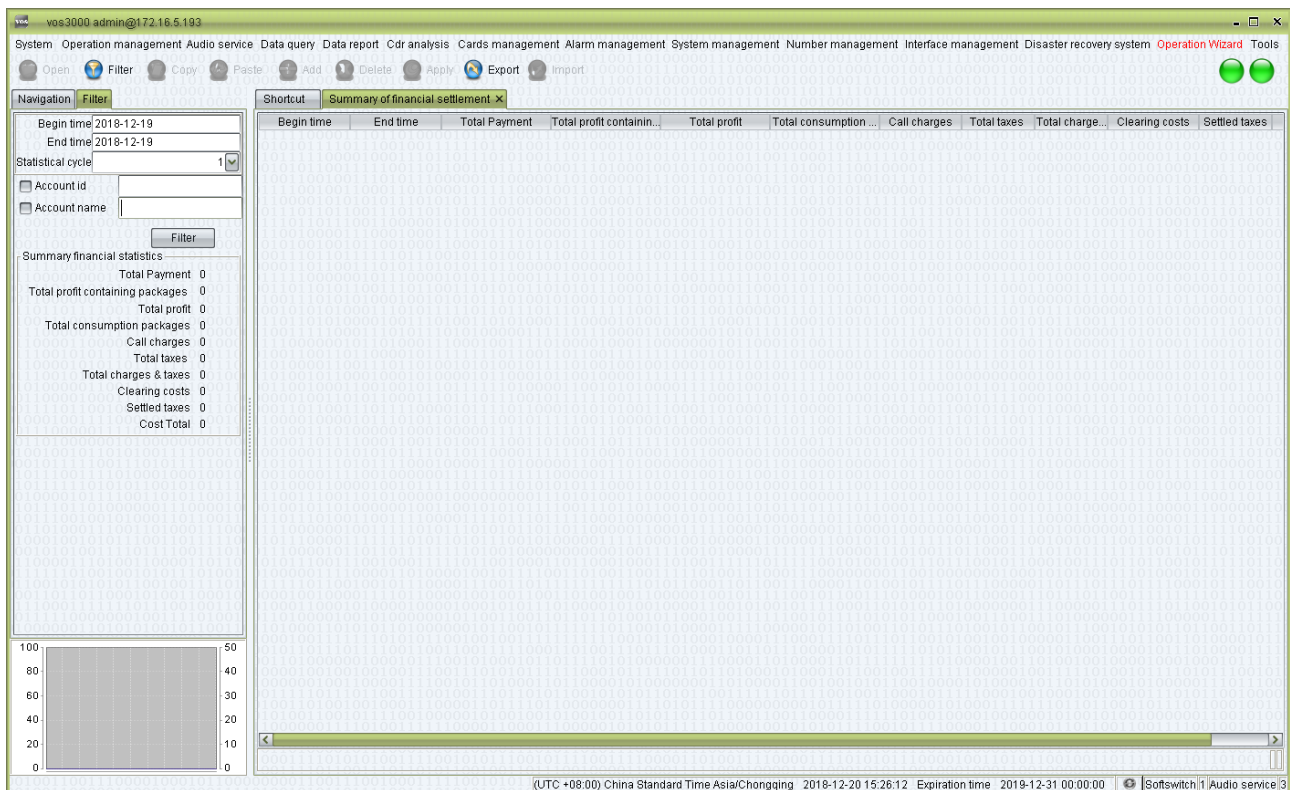 vos vos3000 admin@172.16.5.193
System Operation management Audio service Data query Data report Cdr analysis Cards management Alarm management System management Number management Interface management Disaster recovery system Operation Wizard Tools
Open Filter Copy Paste Add Delete Apply Export Import
Navigation Filter Shortcut Summary of financial settlement ×
Begin time 2018-12-19
End time 2018-12-19
Statistical cycle 1
Account id
Account name
Filter
Summary financial statistics
Total Payment 0
Total profit containing packages 0
Total profit 0
Total consumption packages 0
Call charges 0
Total taxes 0
Total charges & taxes 0
Clearing costs 0
Settled taxes 0
Cost Total 0
Begin time End time Total Payment Total profit containin... Total profit Total consumption ... Call charges Total taxes Total charge... Clearing costs Settled taxes
100 50
80 40
60 30
40 20
20 10
0 0
(UTC +08:00) China Standard Time Asia/Chongqing 2018-12-20 15:26:12 Expiration time 2019-12-31 00:00:00 Softswitch 1 Audio service 3